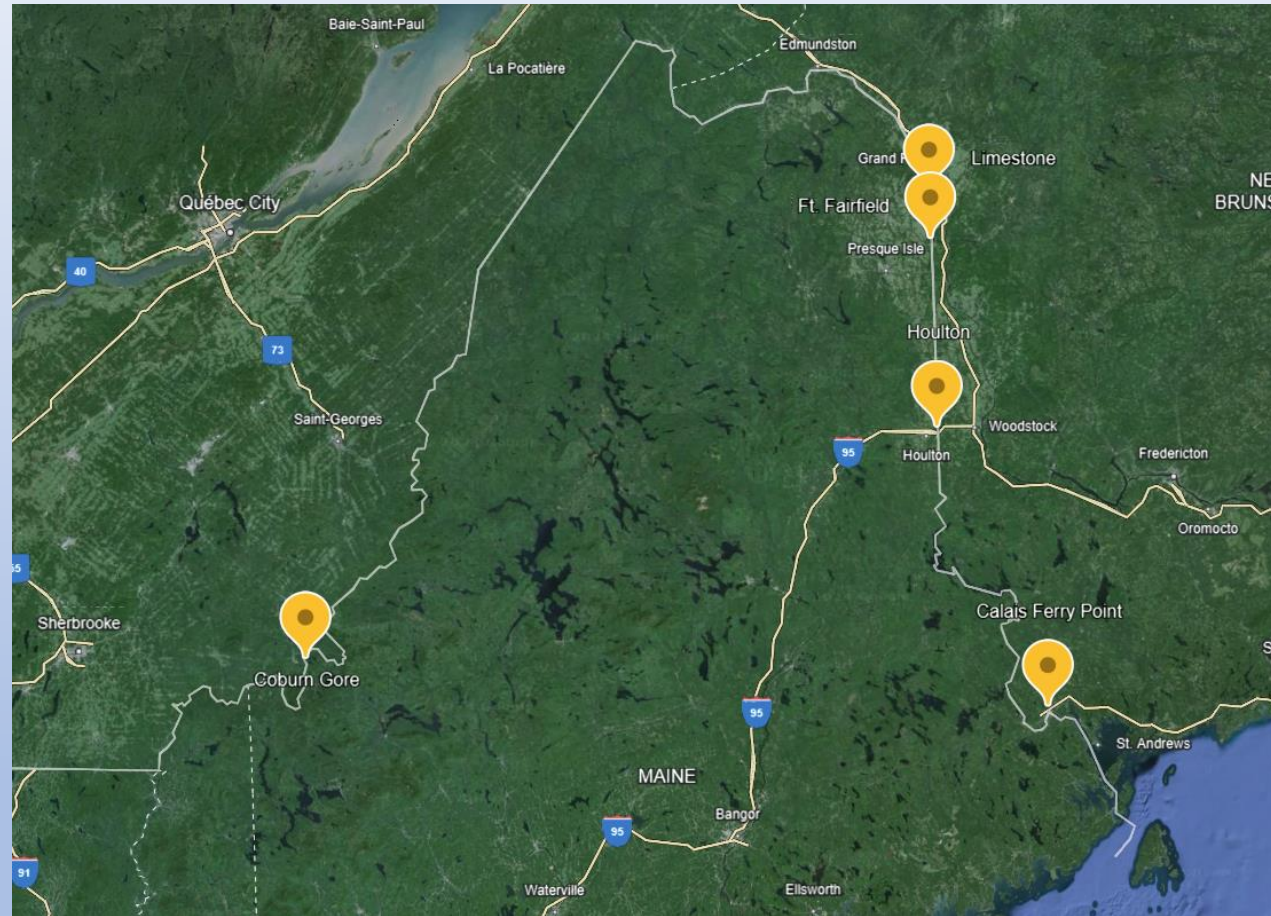 Baie-Saint-Paul
La Pocatière
Edmundston
Grand
Limestone
NE
BRUNS
Québec City
Ft. Fairfield
Presque Isle
40
73
Houlton
Saint-Georges
Woodstock
95
Houlton
Fredericton
Oromocto
55
Calais Ferry Point
Sherbrooke
S
Coburn Gore
95
St. Andrews
MAINE
Bangor
95
91
Waterville
Ellsworth